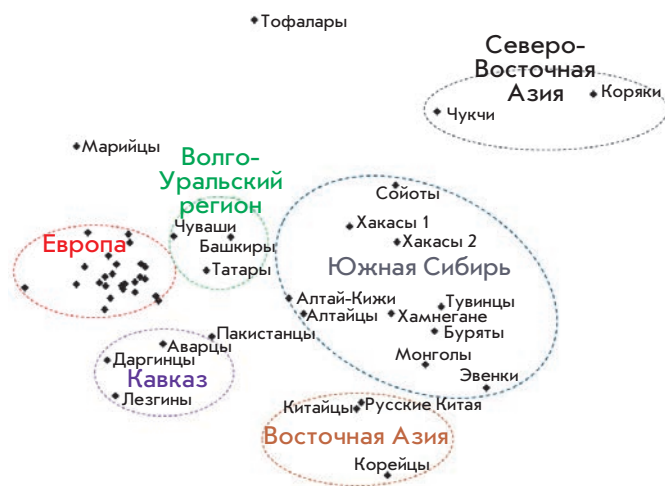 Тофалары
Северо-
Восточная
Азия
Коряки
Чукчи
Марийцы
Волго-
Уральский
регион
Сойоты
Чуваши
Хакасы 1
Европа
Башкиры
Хакасы 2
Татары
Южная Сибирь
Алтай-Кижи
Тувинцы
Алтайцы
Хамнегане
Пакистанцы
Буряты
Аварцы
Даргинцы
Монголы
Кавказ
Эвенки
Лезгины
Китайцы
Русские Китая
Восточная Азия
Корейцы